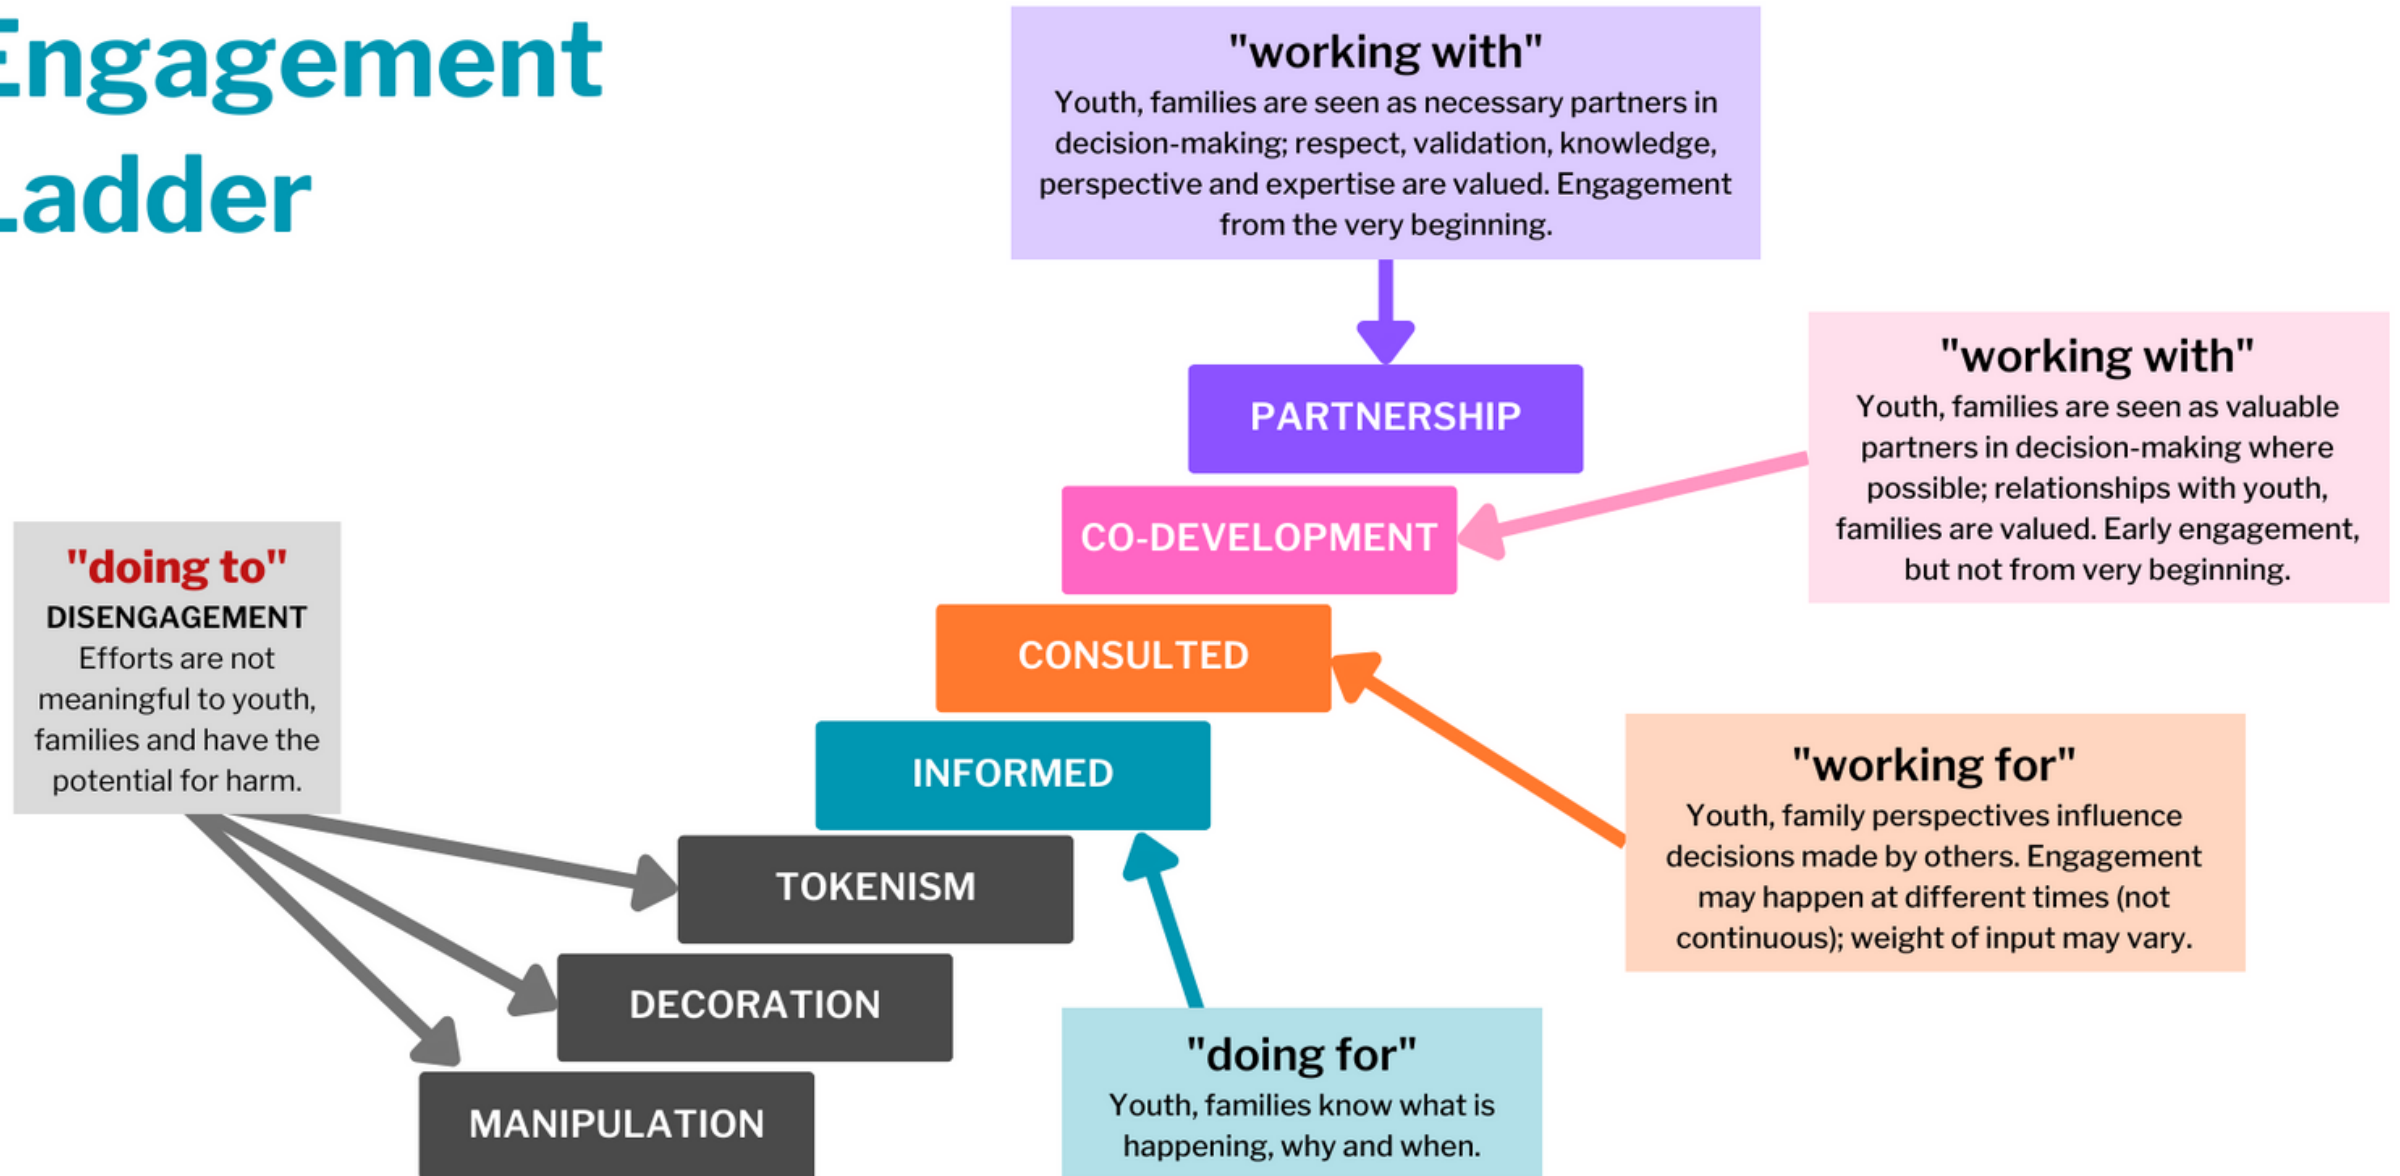 Engagement
Ladder
"working with"
Youth, families are seen as necessary partners in
decision-making; respect, validation, knowledge,
perspective and expertise are valued. Engagement
from the very beginning.
PARTNERSHIP
"working with"
Youth, families are seen as valuable
partners in decision-making where
possible; relationships with youth,
families are valued. Early engagement,
but not from very beginning.
CO-DEVELOPMENT
"doing to"
DISENGAGEMENT
Efforts are not
meaningful to youth,
families and have the
potential for harm.
CONSULTED
"working for"
Youth, family perspectives influence
decisions made by others. Engagement
may happen at different times (not
continuous); weight of input may vary.
INFORMED
TOKENISM
DECORATION
"doing for"
Youth, families know what is
happening, why and when.
MANIPULATION